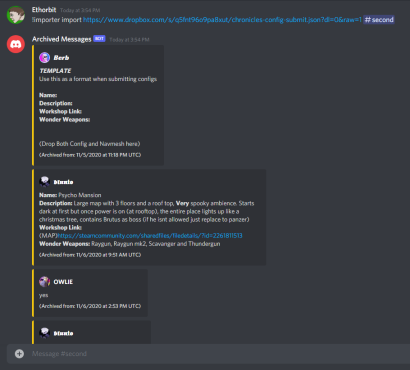 Ethorbit Today at 3:54 PM
!importer import https://www.dropbox.com/s/q5fnt96o9pa8xut/chronicles-config-submit.json?dl=0&raw=1 #second
Archived Messages BOT Today at 3:54 PM
Berb
TEMPLATE
Use this as a format when submitting configs
Name:
Description:
Workshop Link:
Wonder Weapons:
(Drop Both Config and Navmesh here)
(Archived from: 11/5/2020 at 11:18 PM UTC)
Name: Psycho Mansion
Description: Large map with 3 floors and a roof top, Very spooky ambience. Starts
dark at first but once power is on (at rooftop), the entire place lights up like a
christmas tree, contains Brutus as boss (if he isnt allowed just replace to panzer)
Workshop Link:
(MAP)https://steamcommunity.com/sharedfiles/filedetails/?id=2261811513
Wonder Weapons: Raygun, Raygun mk2, Scavanger and Thundergun
(Archived from: 11/6/2020 at 9:51 AM UTC)
OWLIE
yes
(Archived from: 11/6/2020 at 2:53 PM UTC)
Message #second